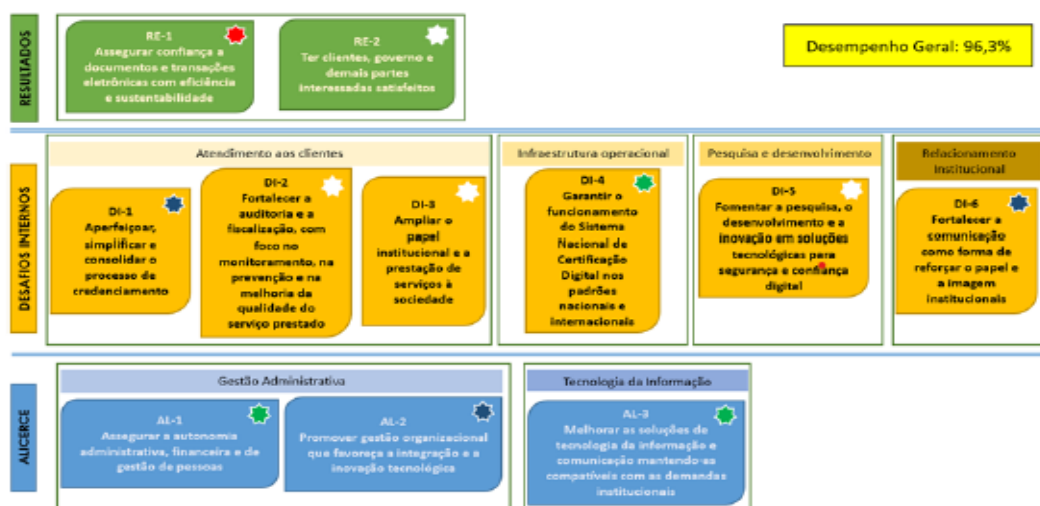 RESULTADOS
RE-1
Assegurar confiança a
documentos e transações
eletrônicas com eficiência
e sustentabilidade
RE-2
Ter clientes, governo e
demais partes
interessadas satisfeitos
Desempenho Geral: 96,3%
DESAFIOS INTERNOS
Atendimento aos clientes
DI-1
Aperfeiçoar,
simplificar e
consolidar o
processo de
credenciamento
DI-2
Fortalecer a
auditoria e a
fiscalização, com
foco no
monitoramento, na
prevenção e na
melhoria da
qualidade do
serviço prestado
DI-3
Ampliar o
papel
institucional e a
prestação de
serviços à
sociedade
Infraestrutura operacional
DI-4
Garantir o
funcionamento
do Sistema
Nacional de
Certificação
Digital nos
padrões
nacionais e
internacionais
Pesquisa e desenvolvimento
DI-5
Fomentar a pesquisa, o
desenvolvimento e a
inovação em soluções
tecnológicas para
segurança e confiança
digital
Relacionamento
Institucional
DI-6
Fortalecer a
comunicação
como forma de
reforçar o papel e
a imagem
institucionais
ALICERCE
Gestão Administrativa
AL-1
Assegurar a autonomia
administrativa, financeira e de
gestão de pessoas
AL-2
Promover gestão organizacional
que favoreça a integração e a
inovação tecnológica
Tecnologia da Informação
AL-3
Melhorar as soluções de
tecnologia da informação e
comunicação mantendo-as
compatíveis com as demandas
institucionais